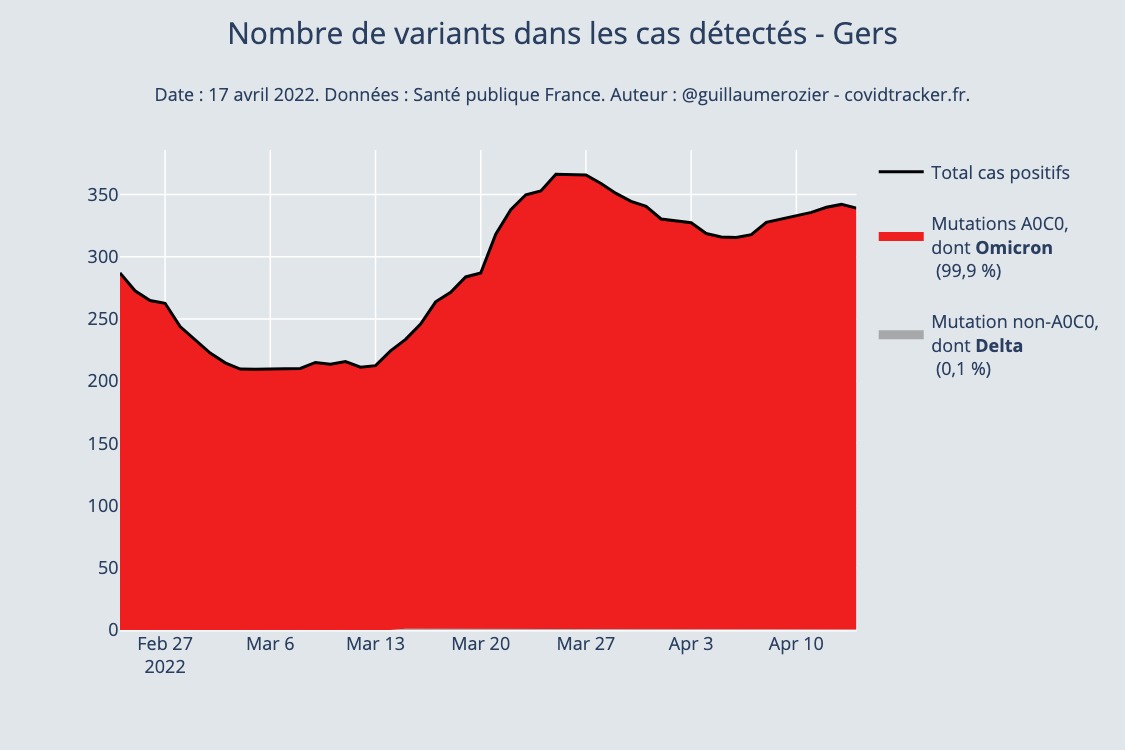 Nombre de variants dans les cas détectés - Gers
Date : 17 avril 2022. Données : Santé publique France. Auteur : @guillaumerozier - covidtracker.fr.
350
300
250
200
150
100
50
0
Feb 27 Mar 6 Mar 13 Mar 20 Mar 27 Apr 3 Apr 10
2022
Total cas positifs
Mutations A0C0,
dont Omicron
(99,9 %)
Mutation non-A0C0,
dont Delta
(0,1 %)